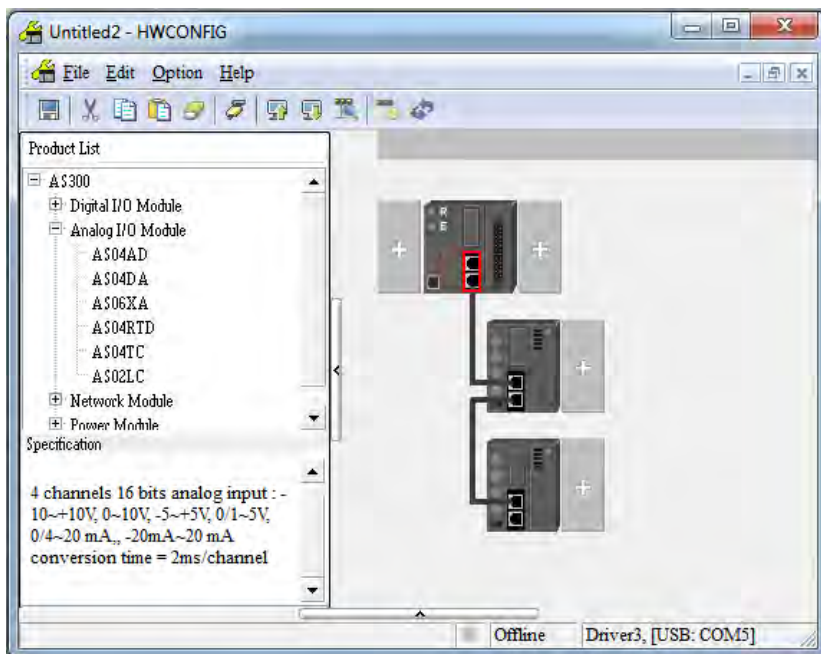 Untitled2 - HWCONFIG
File Edit Option Help
Product List
AS300
Digital I/O Module
Analog I/O Module
AS04AD
AS04DA
AS06XA
AS04RTD
AS04TC
AS02LC
Network Module
Power Module
Specification
4 channels 16 bits analog input : -
10~+10V, 0~10V, -5~+5V, 0/1~5V,
0/4~20 mA,, -20mA~20 mA
conversion time = 2ms/channel
R
E
Offline
Driver3, [USB: COM5]